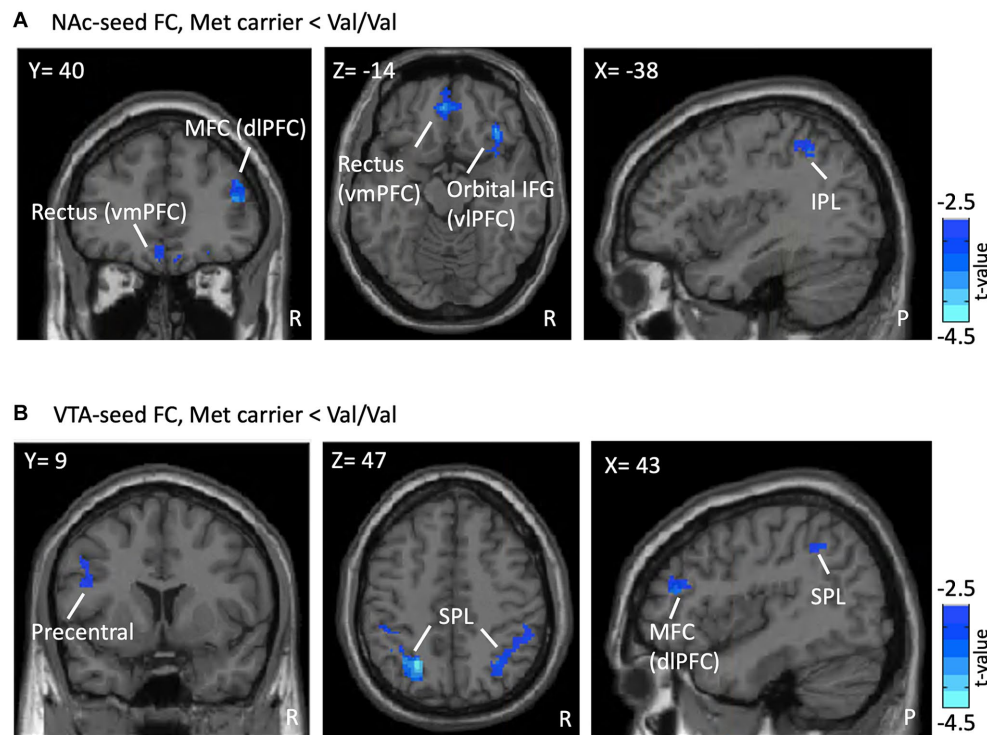 A NAc-seed FC, Met carrier < Val/Val
Y= 40
MFC (dlPFC)
Rectus (vmPFC)
R
Z= -14
Rectus
(vmPFC)
Orbital IFG
(vlPFC)
R
X= -38
IPL
P
-2.5
t-value
-4.5
B VTA-seed FC, Met carrier < Val/Val
Y= 9
Precentral
R
Z= 47
SPL
R
X= 43
SPL
MFC
(dlPFC)
P
-2.5
t-value
-4.5